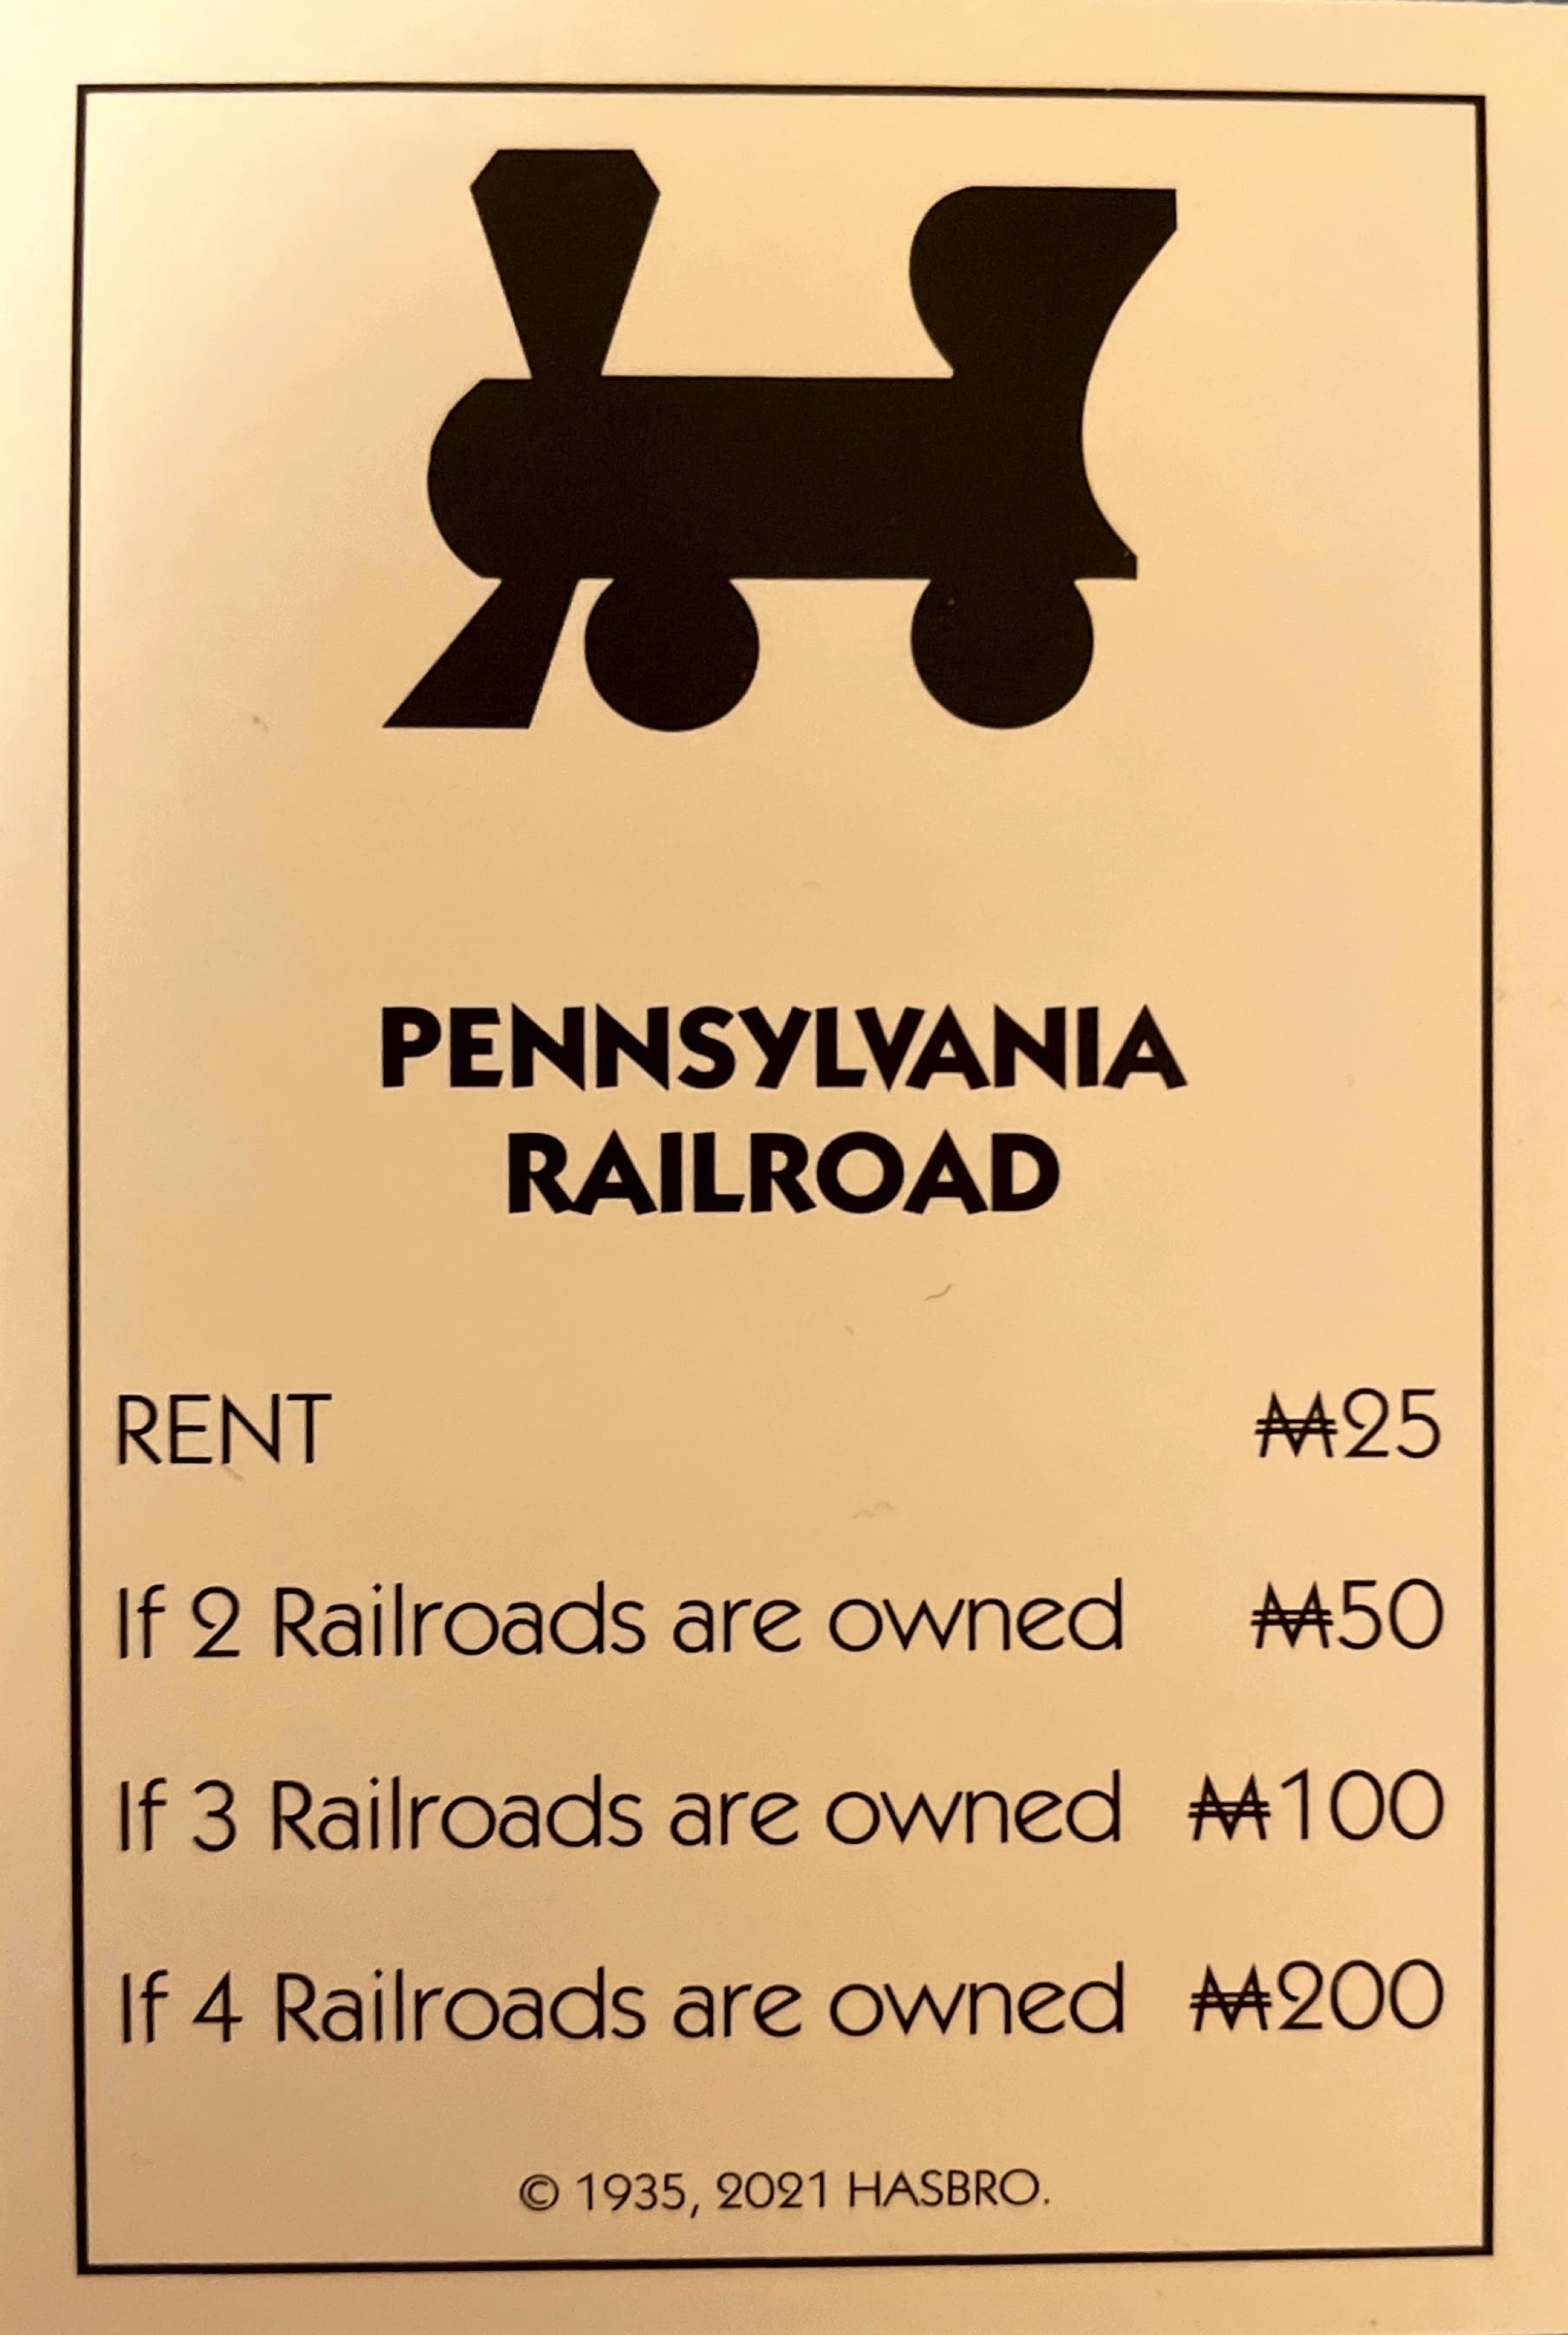 PENNSYLVANIA
RAILROAD
RENT ₩25
If 2 Railroads are owned ₩50
If 3 Railroads are owned ₩100
If 4 Railroads are owned ₩200
© 1935, 2021 HASBRO.